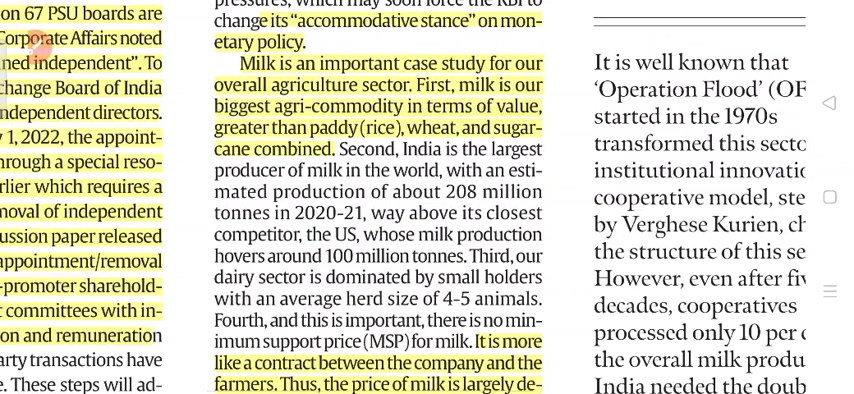 on 67 PSU boards are
Corporate Affairs noted
ned independent". To
change Board of India
ndependent directors.
1, 2022, the appoint-
hrough a special reso-
rlier which requires a
moval of independent
ussion paper released
appointment/removal
-promoter sharehold-
t committees with in-
on and remuneration
arty transactions have
e. These steps will ad-
pressures, which may soon force the RBI to
change its "accommodative stance" on mon-
etary policy.
Milk is an important case study for our
overall agriculture sector. First, milk is our
biggest agri-commodity in terms of value,
greater than paddy (rice), wheat, and sugar-
cane combined. Second, India is the largest
producer of milk in the world, with an esti-
mated production of about 208 million
tonnes in 2020-21, way above its closest
competitor, the US, whose milk production
hovers around 100 million tonnes. Third, our
dairy sector is dominated by small holders
with an average herd size of 4-5 animals.
Fourth, and this is important, there is no min-
imum support price (MSP) for milk. It is more
like a contract between the company and the
farmers. Thus, the price of milk is largely de-
It is well known that
'Operation Flood' (OF
started in the 1970s
transformed this secto
institutional innovatio
cooperative model, ste
by Verghese Kurien, ch
the structure of this se
However, even after fiv
decades, cooperatives
processed only 10 per c
the overall milk produ
India needed the doub